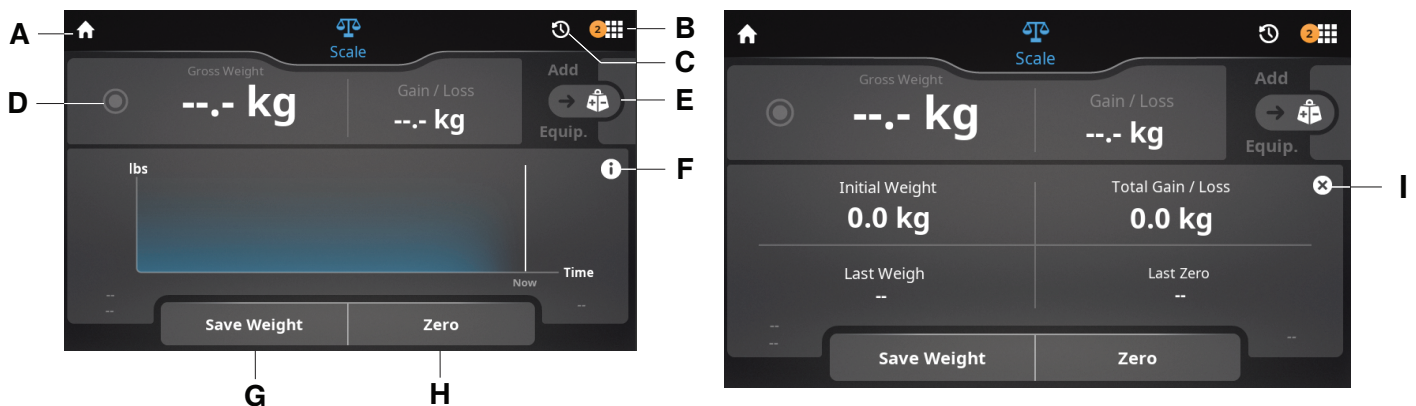 A
B
C
D
E
F
G
H
2
Scale
Gross Weight
--.- kg
Gain / Loss
--.- kg
Add
Equip.
lbs
Time
Now
--
--
--
Save Weight
Zero
2
Scale
Gross Weight
--.- kg
Gain / Loss
--.- kg
Add
Equip.
Initial Weight
0.0 kg
Total Gain / Loss
0.0 kg
Last Weigh
--
Last Zero
--
--
--
--
Save Weight
Zero
I